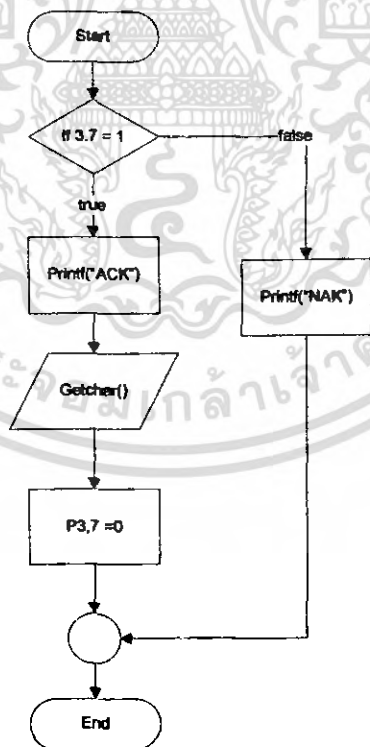 Start
If 3.7 = 1
false
true
Printf("ACK")
Printf("NAK")
Getchar()
P3,7 =0
End